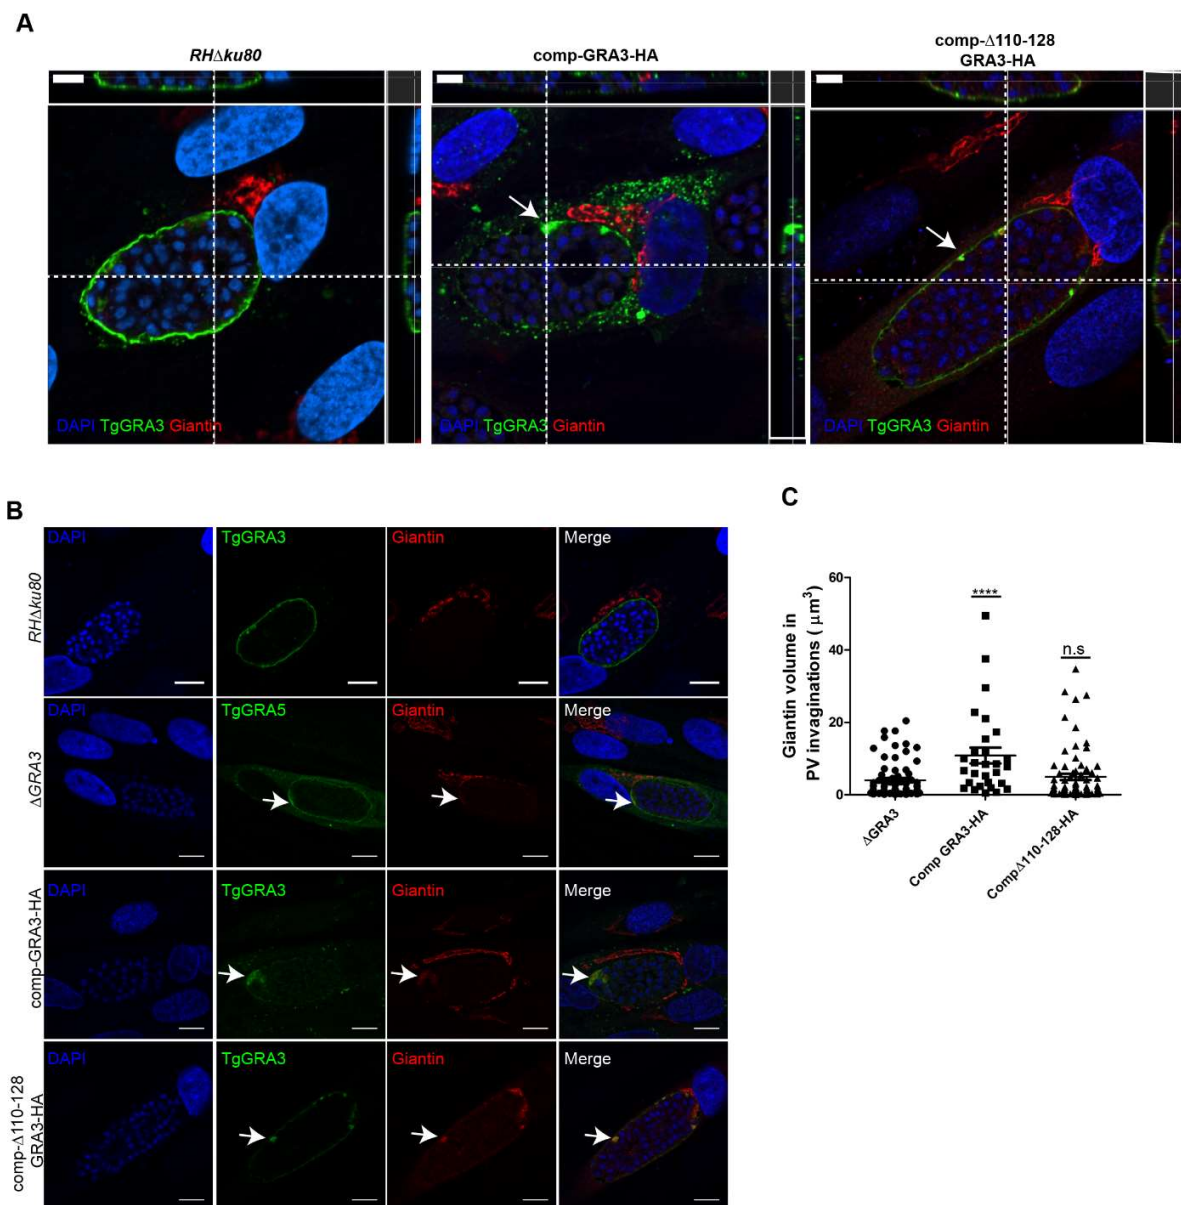 A
RHΔku80
comp-GRA3-HA
comp-Δ110-128
GRA3-HA
DAPI TgGRA3 Giantin
DAPI TgGRA3 Giantin
DAPI TgGRA3 Giantin
B
DAPI
TgGRA3
Giantin
Merge
RHΔku80
DAPI
TgGRA5
Giantin
Merge
ΔGRA3
DAPI
TgGRA3
Giantin
Merge
comp-GRA3-HA
DAPI
TgGRA3
Giantin
Merge
comp-Δ110-128
GRA3-HA
C
Giantin volume in
PV invaginations ( μm³)
60
40
20
0
****
n.s
ΔGRA3
Comp GRA3-HA
CompΔ110-128-HA